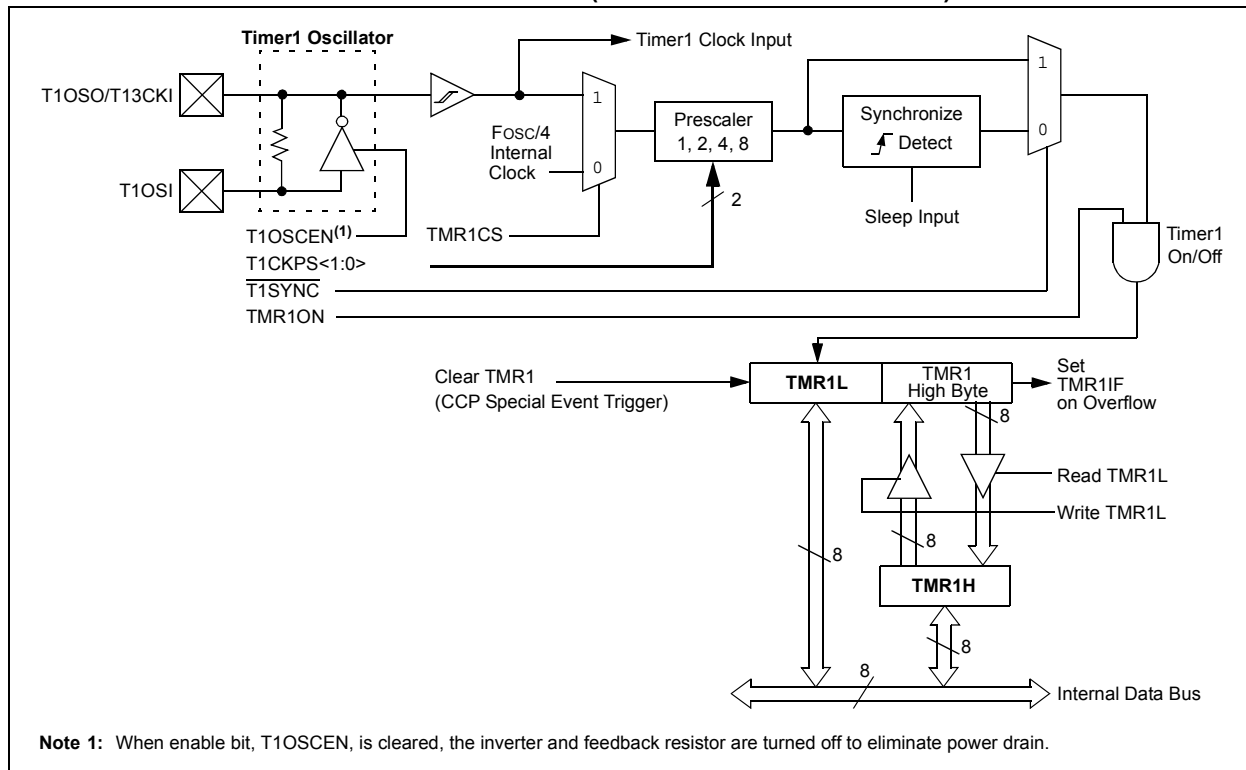 Timer1 Oscillator
Timer1 Clock Input
T1OSO/T13CKI
1
FOSC/4
Internal
Clock
0
Prescaler
1, 2, 4, 8
Synchronize
Detect
1
0
T1OSI
2
Sleep Input
T1OSCEN(1)
TMR1CS
T1CKPS<1:0>
T1SYNC
TMR1ON
Timer1
On/Off
Clear TMR1
(CCP Special Event Trigger)
TMR1L
TMR1
High Byte
Set
TMR1IF
on Overflow
8
Read TMR1L
Write TMR1L
8
8
TMR1H
8
8
Internal Data Bus
Note 1: When enable bit, T1OSCEN, is cleared, the inverter and feedback resistor are turned off to eliminate power drain.